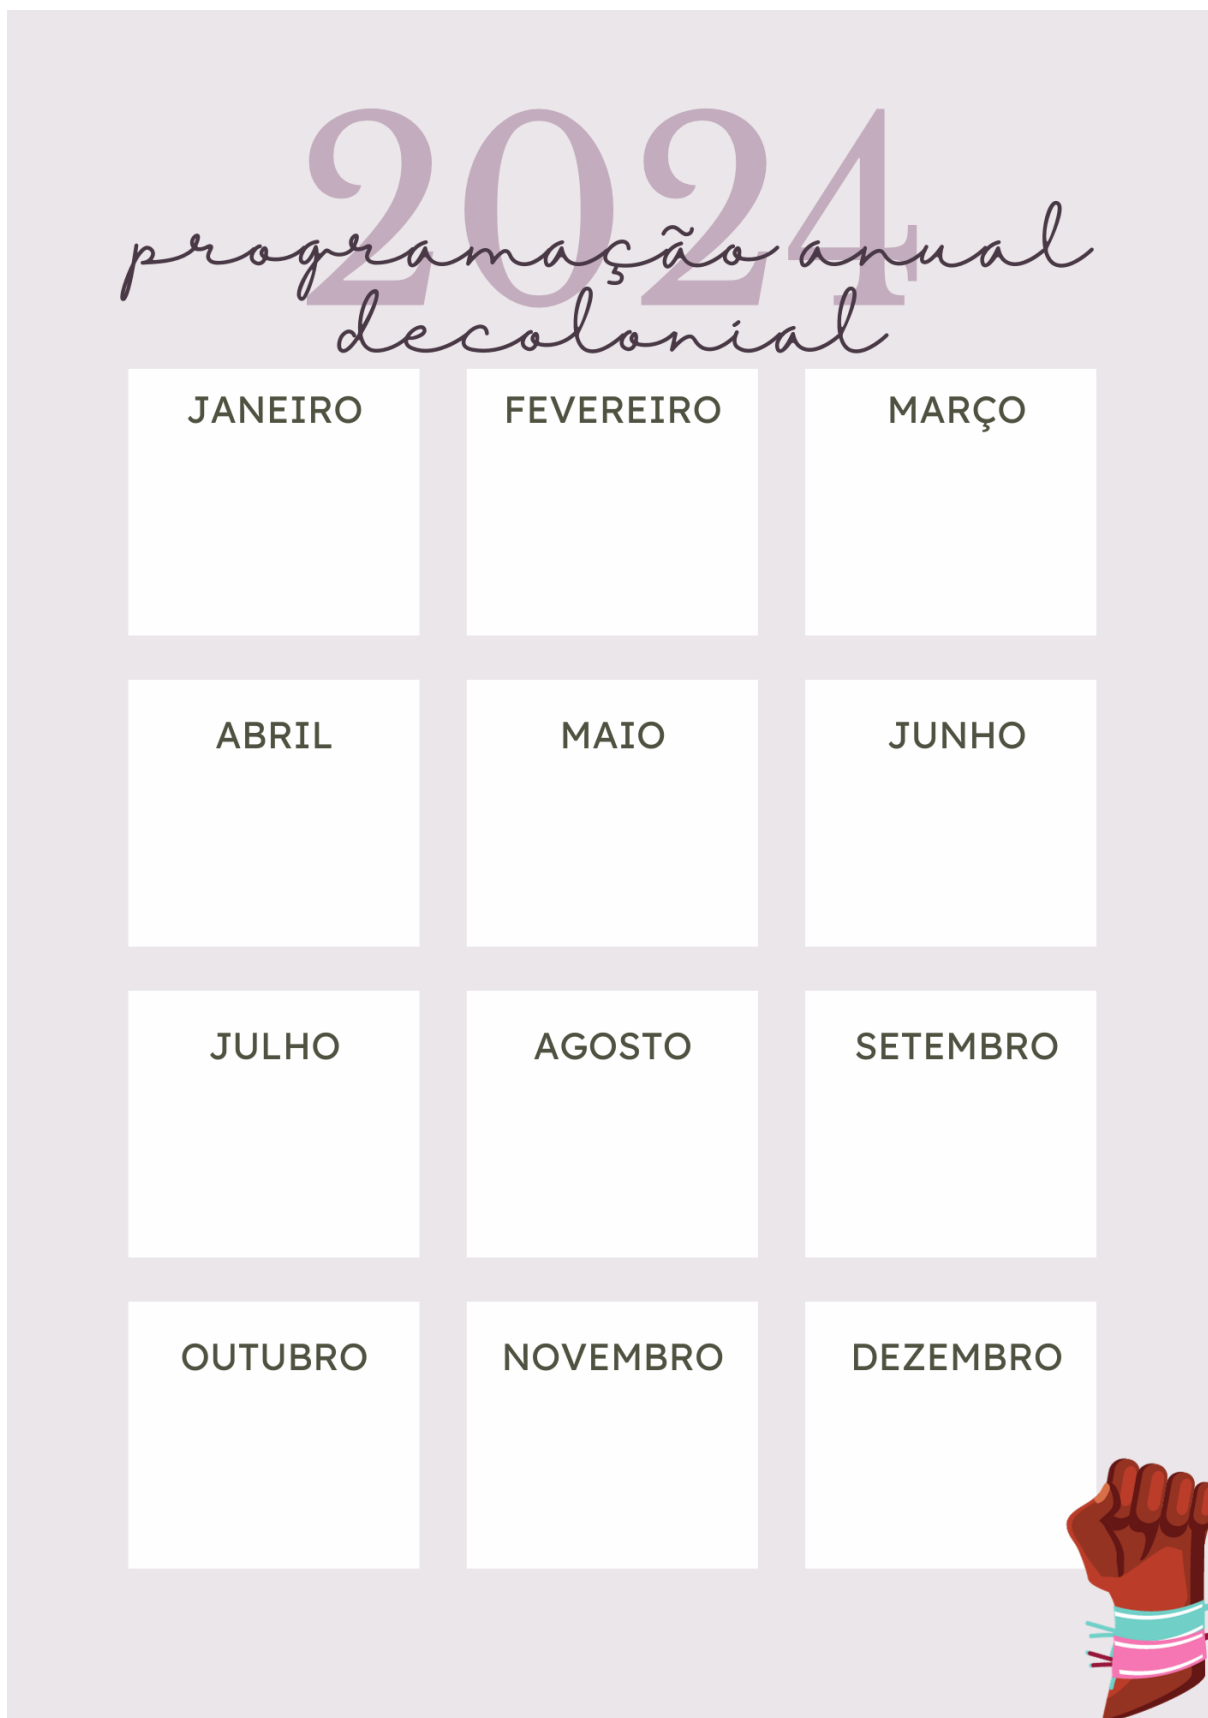 2024
programação anual
decolonial
JANEIRO FEVEREIRO MARÇO
ABRIL MAIO JUNHO
JULHO AGOSTO SETEMBRO
OUTUBRO NOVEMBRO DEZEMBRO